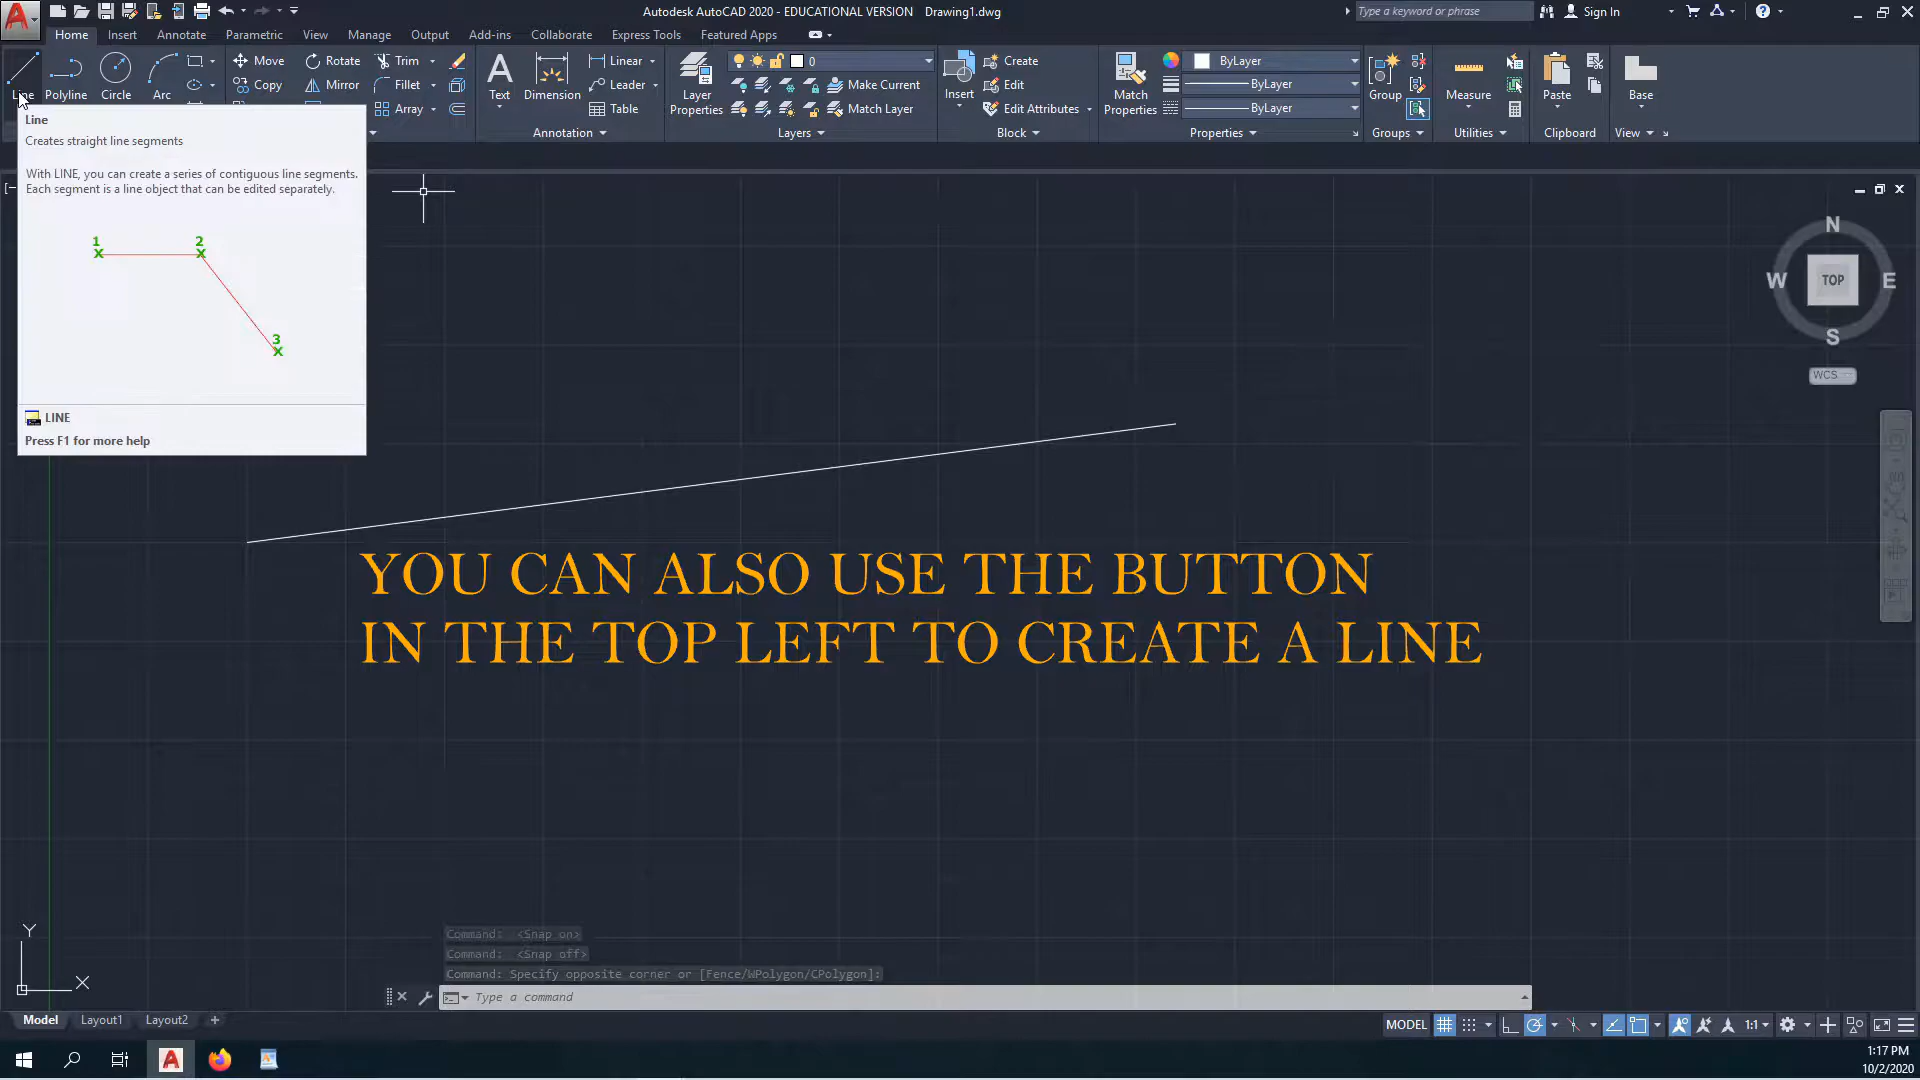 Autodesk AutoCAD 2020 - EDUCATIONAL VERSION Drawing1.dwg
Type a keyword or phrase
Sign In
Home Insert Annotate Parametric View Manage Output Add-ins Collaborate Express Tools Featured Apps
Line Polyline Circle Arc
Move Rotate Trim
Copy Mirror Fillet
Array
Text Dimension
Linear
Leader
Table
Annotation
Layer Properties
0
Make Current
Match Layer
Layers
Insert
Create
Edit
Edit Attributes
Block
Match Properties
ByLayer
ByLayer
ByLayer
Properties
Group
Groups
Measure
Utilities
Paste
Clipboard
Base
View
Line
Creates straight line segments
With LINE, you can create a series of contiguous line segments.
Each segment is a line object that can be edited separately.
1
2
3
LINE
Press F1 for more help
N
W TOP E
S
WCS
YOU CAN ALSO USE THE BUTTON
IN THE TOP LEFT TO CREATE A LINE
Y
X
Command: <Snap on>
Command: <Snap off>
Command: Specify opposite corner or [Fence/WPolygon/CPolygon]:
Type a command
Model Layout1 Layout2 +
MODEL
1:1
1:17 PM
10/2/2020